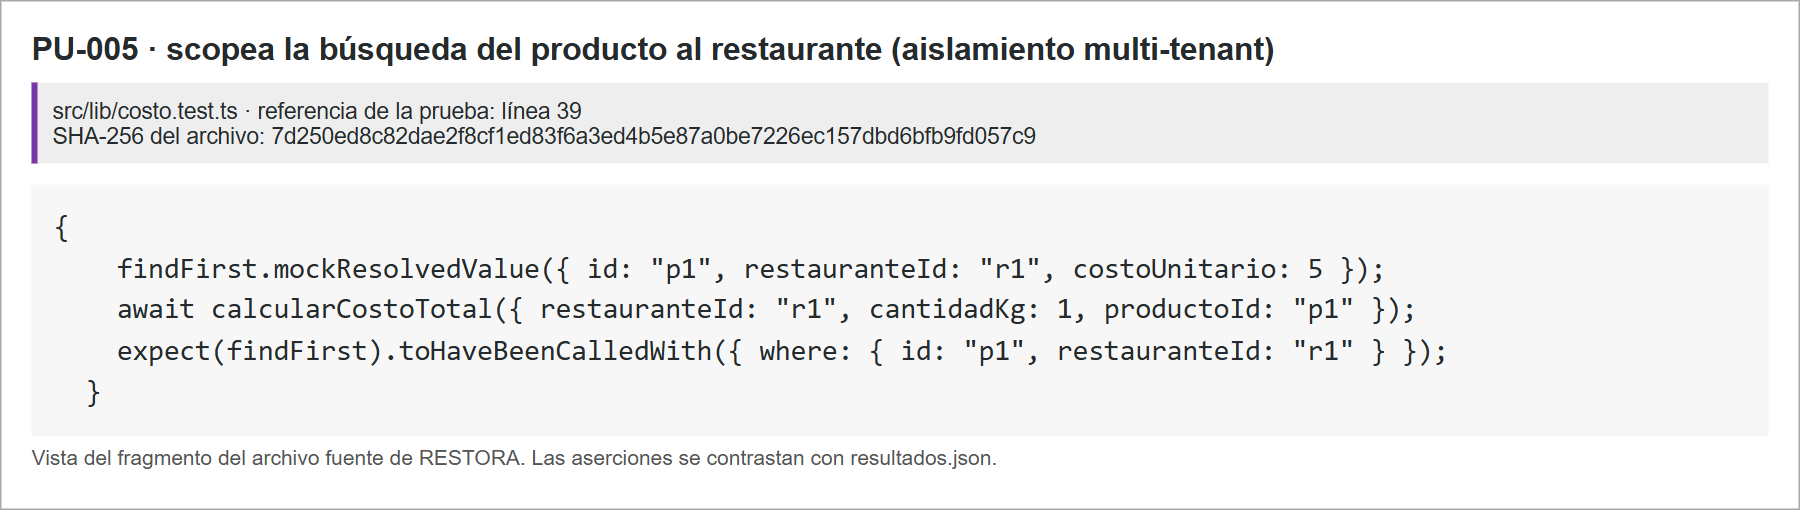 PU-005 · scopea la búsqueda del producto al restaurante (aislamiento multi-tenant)
src/lib/costo.test.ts · referencia de la prueba: línea 39
SHA-256 del archivo: 7d250ed8c82dae2f8cf1ed83f6a3ed4b5e87a0be7226ec157dbd6bfb9fd057c9
{
    findFirst.mockResolvedValue({ id: "p1", restauranteId: "r1", costoUnitario: 5 });
    await calcularCostoTotal({ restauranteId: "r1", cantidadKg: 1, productoId: "p1" });
    expect(findFirst).toHaveBeenCalledWith({ where: { id: "p1", restauranteId: "r1" } });
  }
Vista del fragmento del archivo fuente de RESTORA. Las aserciones se contrastan con resultados.json.